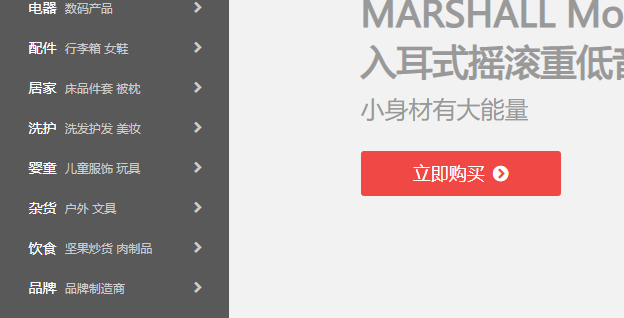 电器 数码产品
配件 行李箱 女鞋
居家 床品件套 被枕
洗护 洗发护发 美妆
婴童 儿童服饰 玩具
杂货 户外 文具
饮食 坚果炒货 肉制品
品牌 品牌制造商
MARSHALL Mo
入耳式摇滚重低音
小身材有大能量
立即购买